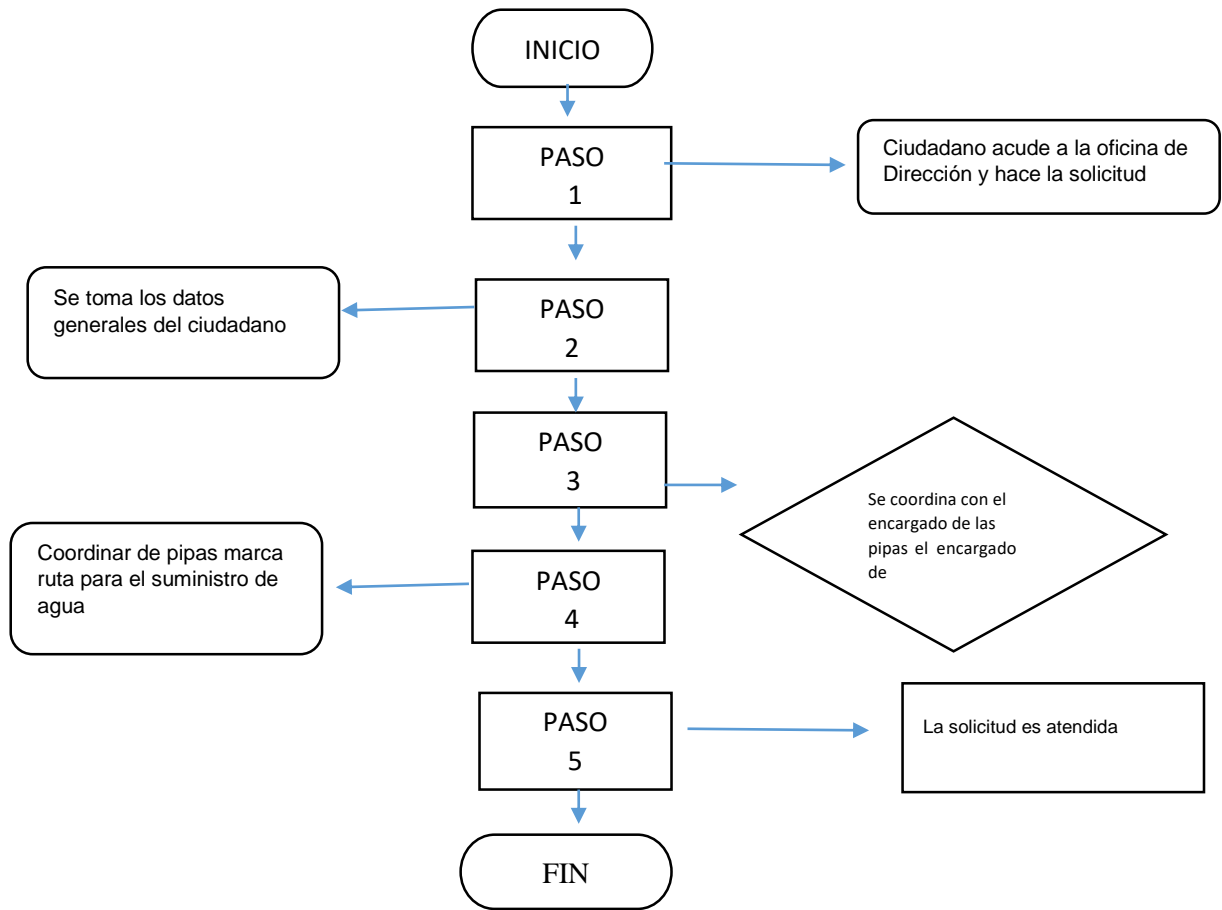 INICIO
PASO
1
Ciudadano acude a la oficina de
Dirección y hace la solicitud
PASO
2
Se toma los datos
generales del ciudadano
PASO
3
Se coordina con el
encargado de las
pipas el encargado
de
PASO
4
Coordinar de pipas marca
ruta para el suministro de
agua
PASO
5
La solicitud es atendida
FIN